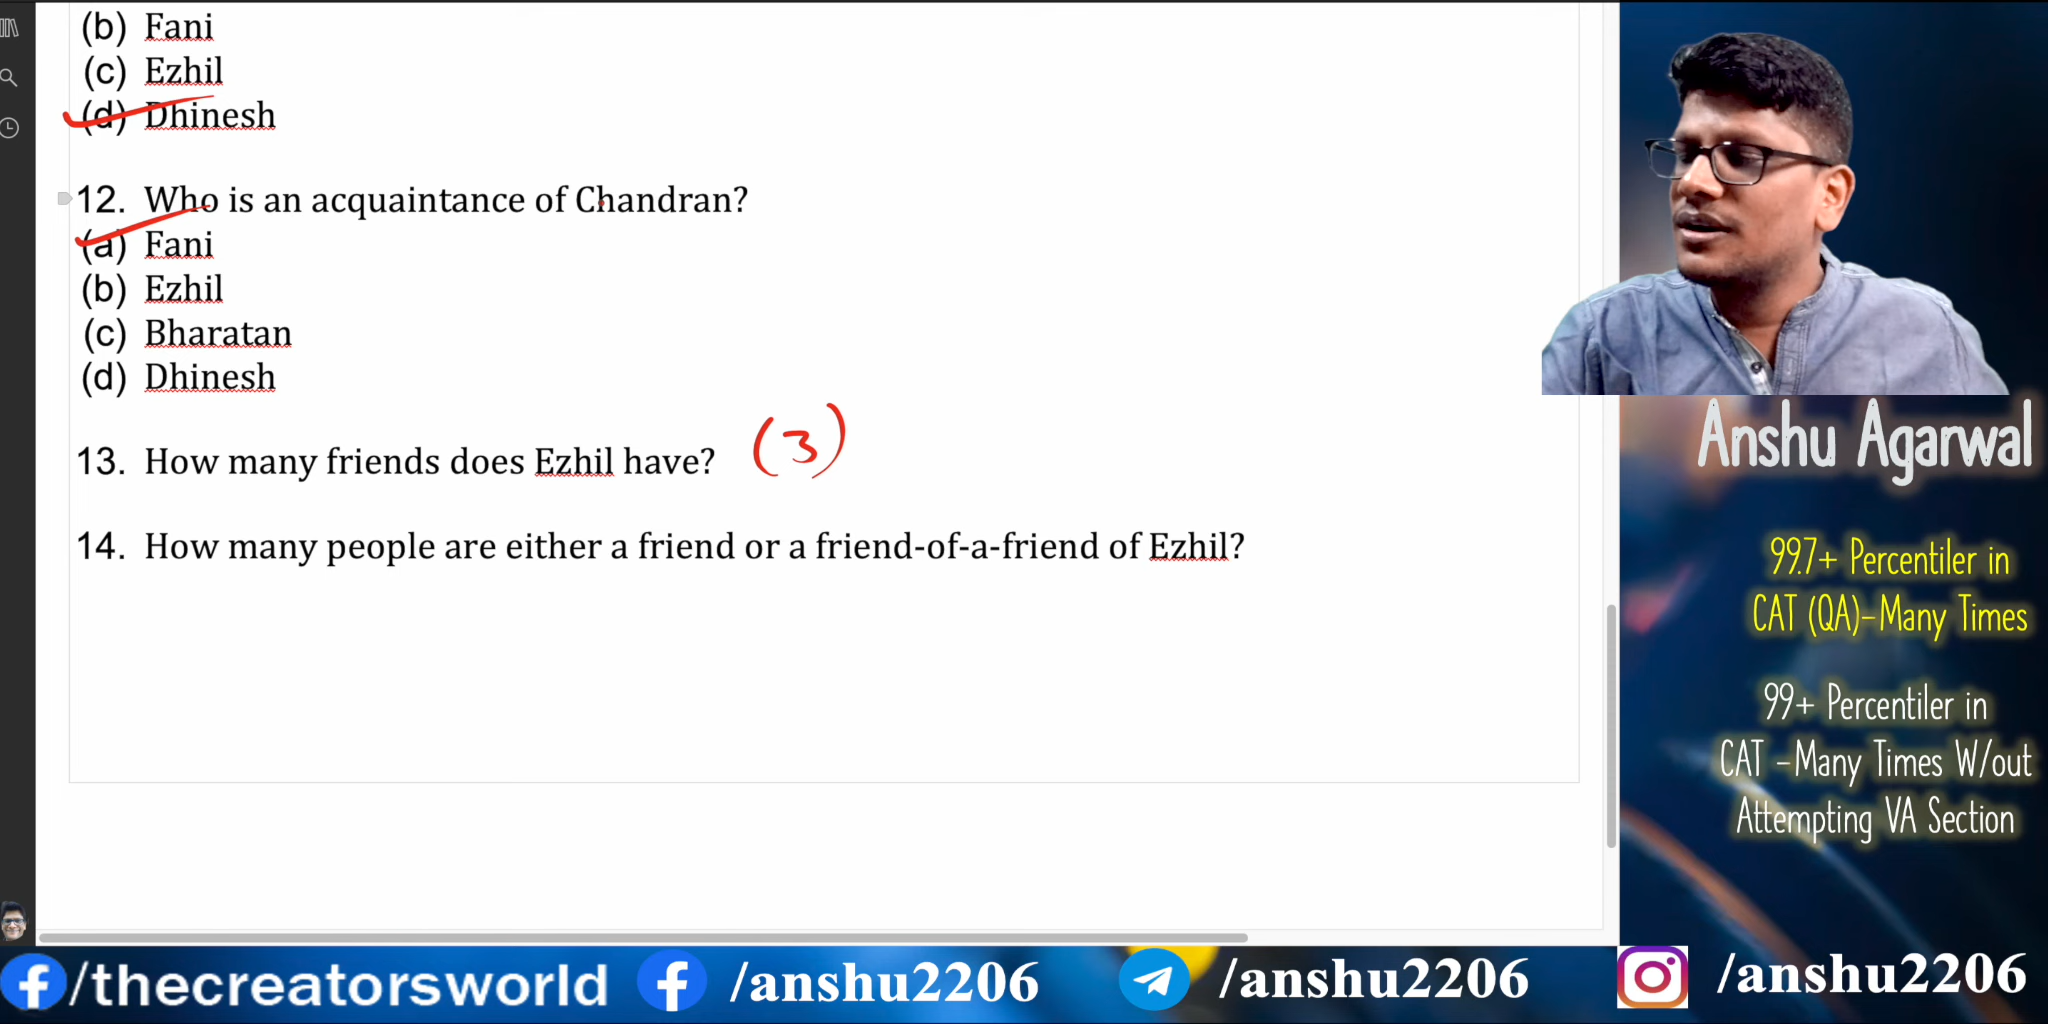 (b) Fani
(c) Ezhil
(d) Dhinesh
12. Who is an acquaintance of Chandran?
(a) Fani
(b) Ezhil
(c) Bharatan
(d) Dhinesh
13. How many friends does Ezhil have? (3)
14. How many people are either a friend or a friend-of-a-friend of Ezhil?
Anshu Agarwal
99.7+ Percentiler in
CAT (QA)-Many Times
99+ Percentiler in
CAT -Many Times W/out
Attempting VA Section
/thecreatorsworld /anshu2206 /anshu2206 /anshu2206